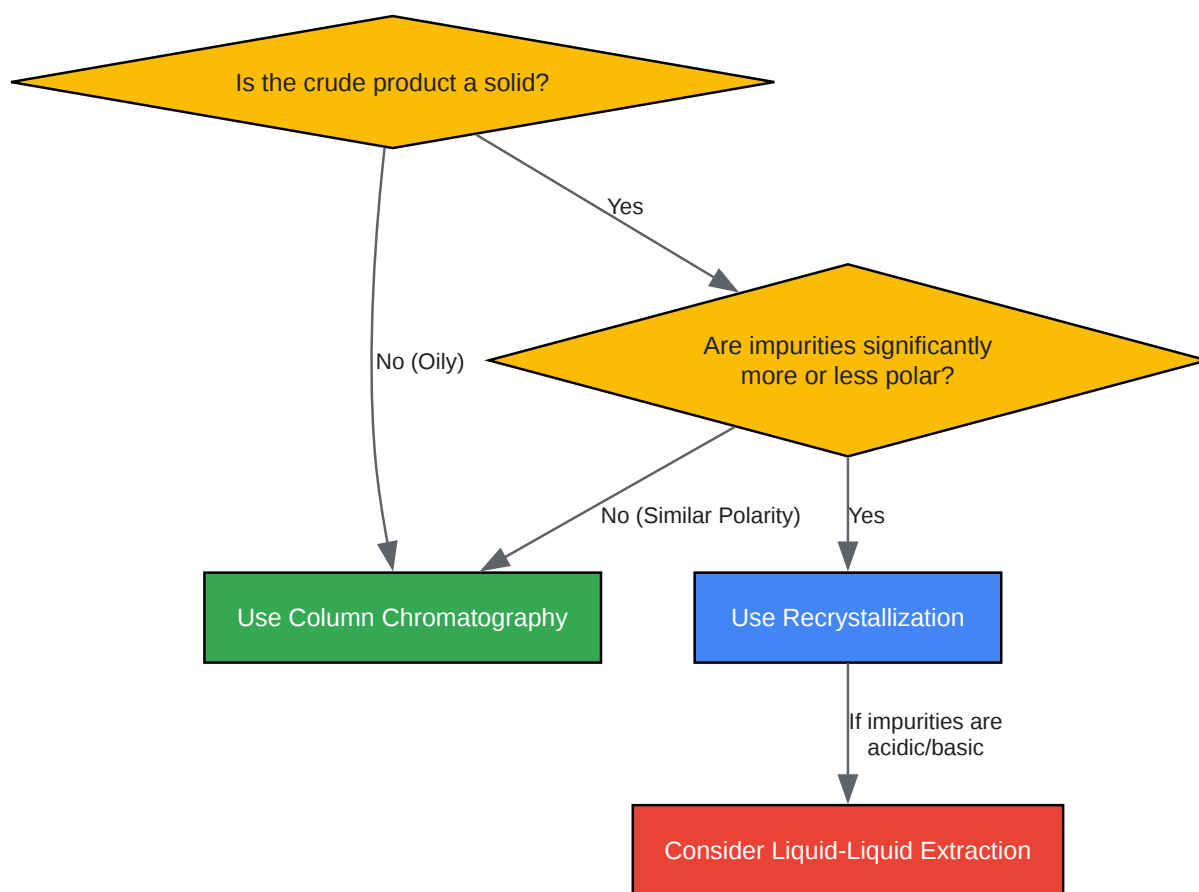 Is the crude product a solid?
Yes
Are impurities significantly
more or less polar?
No (Oily)
No (Similar Polarity)
Yes
Use Column Chromatography
Use Recrystallization
If impurities are
acidic/basic
Consider Liquid-Liquid Extraction